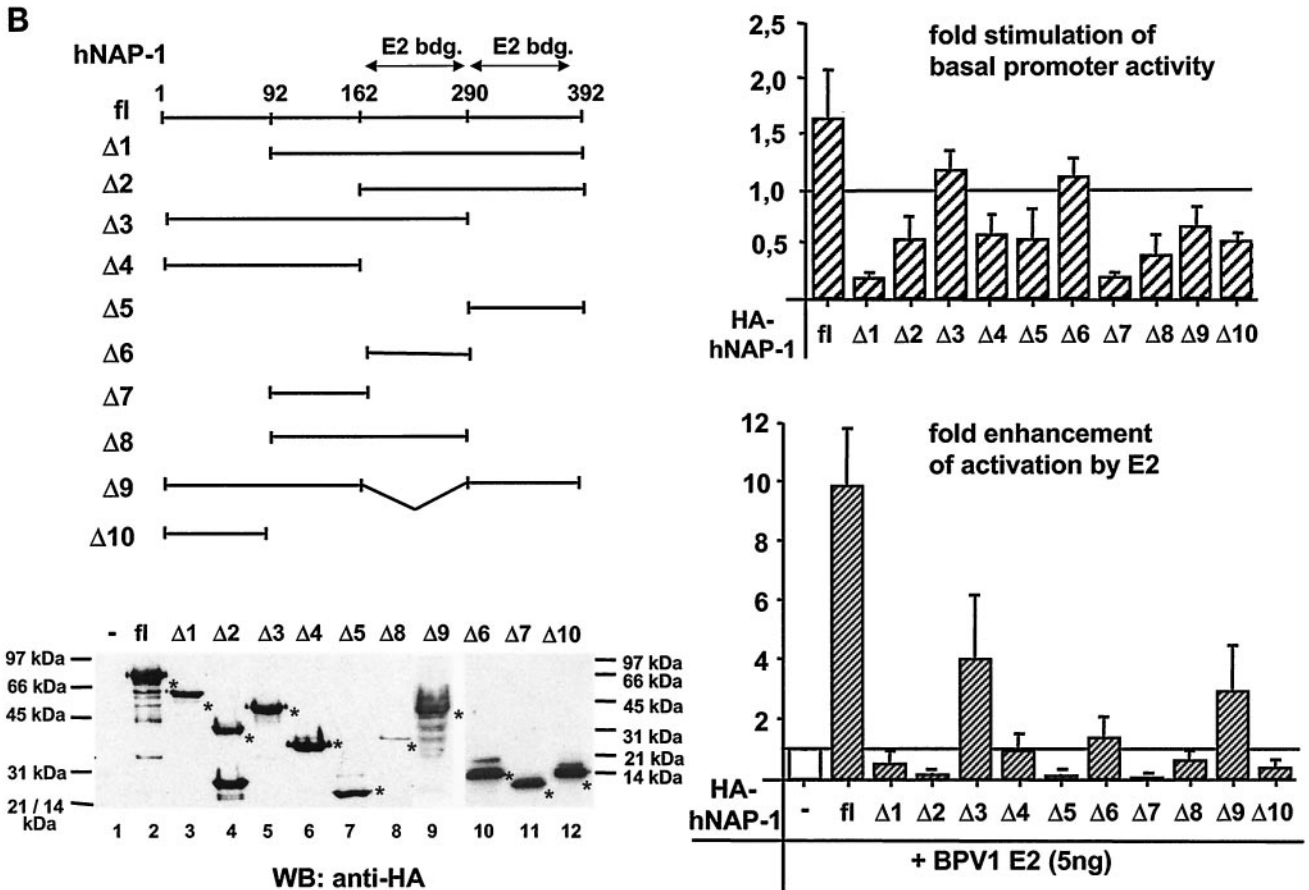 B
hNAP-1
E2 bdg. E2 bdg.
1 92 162 290 392
fl
Δ1
Δ2
Δ3
Δ4
Δ5
Δ6
Δ7
Δ8
Δ9
Δ10
- fl Δ1 Δ2 Δ3 Δ4 Δ5 Δ8 Δ9 Δ6 Δ7 Δ10
97 kDa
66 kDa
45 kDa
31 kDa
21 / 14
kDa
* * * * * * * * * * *
97 kDa
66 kDa
45 kDa
31 kDa
21 kDa
14 kDa
1 2 3 4 5 6 7 8 9 10 11 12
WB: anti-HA
fold stimulation of
basal promoter activity
2,5
2,0
1,5
1,0
0,5
HA-
hNAP-1
fl Δ1 Δ2 Δ3 Δ4 Δ5 Δ6 Δ7 Δ8 Δ9 Δ10
fold enhancement
of activation by E2
12
10
8
6
4
2
HA-
hNAP-1
- fl Δ1 Δ2 Δ3 Δ4 Δ5 Δ6 Δ7 Δ8 Δ9 Δ10
+ BPV1 E2 (5ng)